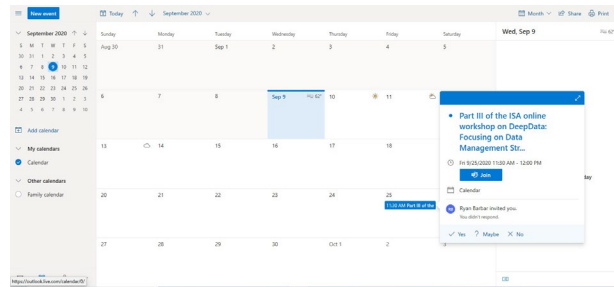 New event
Today
September 2020
Month
Share
Print
September 2020
S M T W T F S
30 31 1 2 3 4 5
6 7 8 9 10 11 12
13 14 15 16 17 18 19
20 21 22 23 24 25 26
27 28 29 30 1 2 3
4 5 6 7 8 9 10
Add calendar
My calendars
Calendar
Other calendars
Family calendar
https://outlook.live.com/calendar/0/
Sunday Monday Tuesday Wednesday Thursday Friday Saturday
Aug 30 31 Sep 1 2 3 4 5
6 7 8 Sep 9 82° 10 11
13 14 15 16 17 18
20 21 22 23 24 25
11:30 AM Part III of the
27 28 29 30 Oct 1 2 3
Wed, Sep 9 82°
Part III of the ISA online
workshop on DeepData:
Focusing on Data
Management Str...
Fri 9/25/2020 11:30 AM - 12:00 PM
Join
Calendar
Ryan Barbar invited you.
You didn't respond.
Yes Maybe No
day